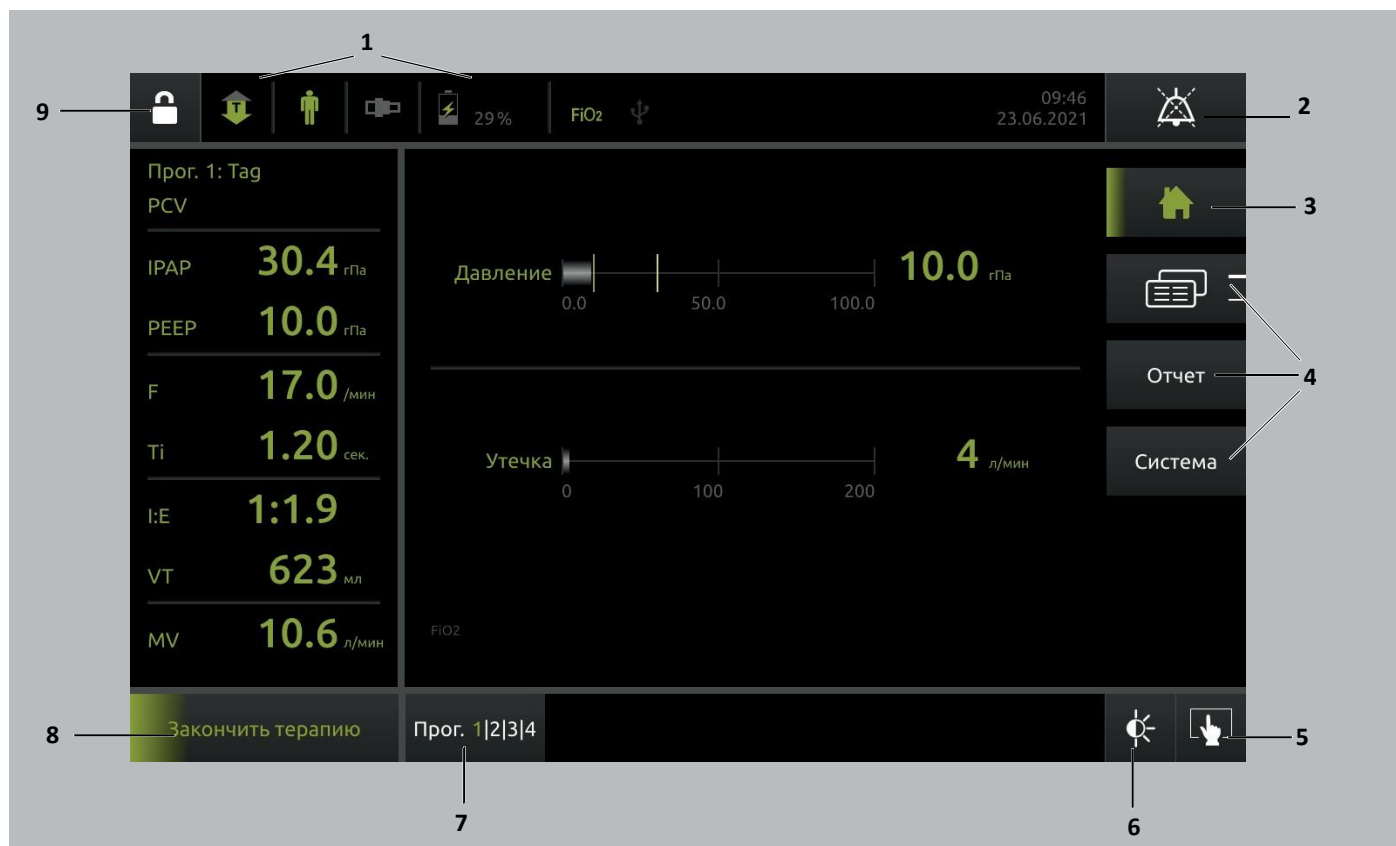 1
9
T
29%
FiO2
09:46
23.06.2021
2
Прог. 1: Tag
PCV
3
IPAP 30.4 гПа
PEEP 10.0 гПа
F 17.0 /мин
Ti 1.20 сек.
I:E 1:1.9
VT 623 мл
MV 10.6 л/мин
Давление 10.0 гПа
0.0 50.0 100.0
Утечка 4 л/мин
0 100 200
FiO2
Отчет
4
Система
8
Закончить терапию
Прог. 1|2|3|4
5
7
6